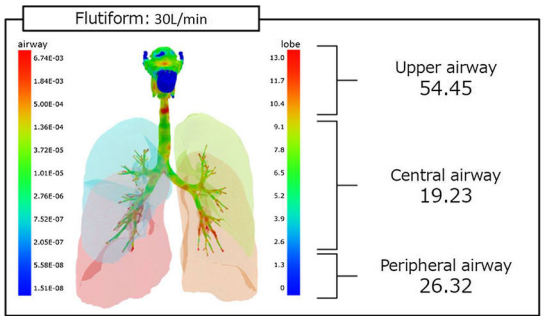 Flutiform: 30L/min
airway
6.74E-03
1.84E-03
5.00E-04
1.36E-04
3.72E-05
1.01E-05
2.76E-06
7.52E-07
2.05E-07
5.58E-08
1.51E-08
lobe
13.0
11.7
10.4
9.1
7.8
6.5
5.2
3.9
2.6
1.3
0
Upper airway
54.45
Central airway
19.23
Peripheral airway
26.32